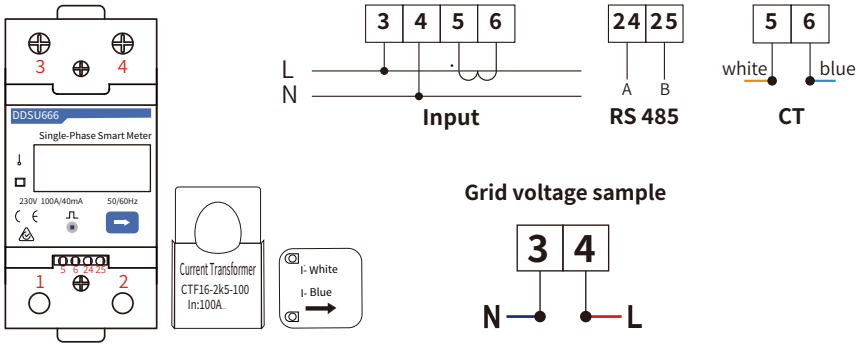 3 4
DDSU666
Single-Phase Smart Meter
230V 100A/40mA 50/60Hz
5 6 24 25
1 2
Current Transformer
CTF16-2k5-100
In:100A
I- White
I- Blue
3 4 5 6
L
N
Input
24 25
A B
RS 485
5 6
white blue
CT
Grid voltage sample
3 4
N L